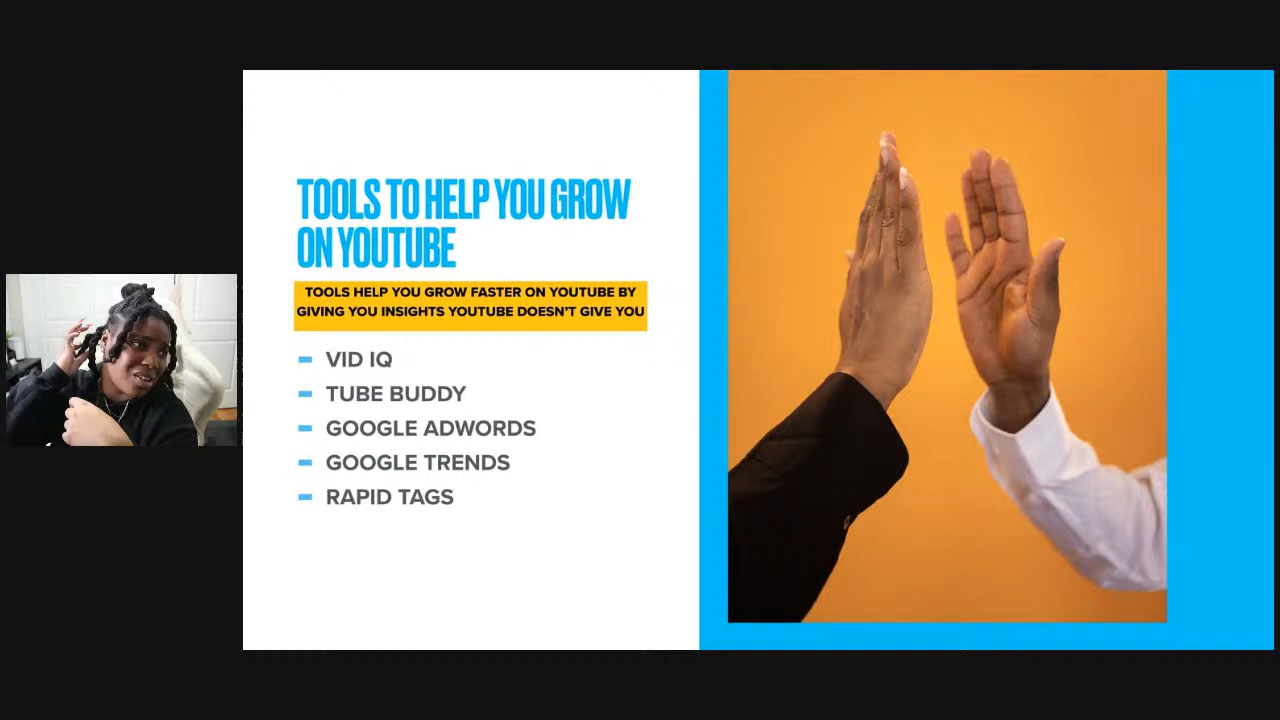 TOOLS TO HELP YOU GROW
ON YOUTUBE
TOOLS HELP YOU GROW FASTER ON YOUTUBE BY
GIVING YOU INSIGHTS YOUTUBE DOESN'T GIVE YOU
VID IQ
TUBE BUDDY
GOOGLE ADWORDS
GOOGLE TRENDS
RAPID TAGS